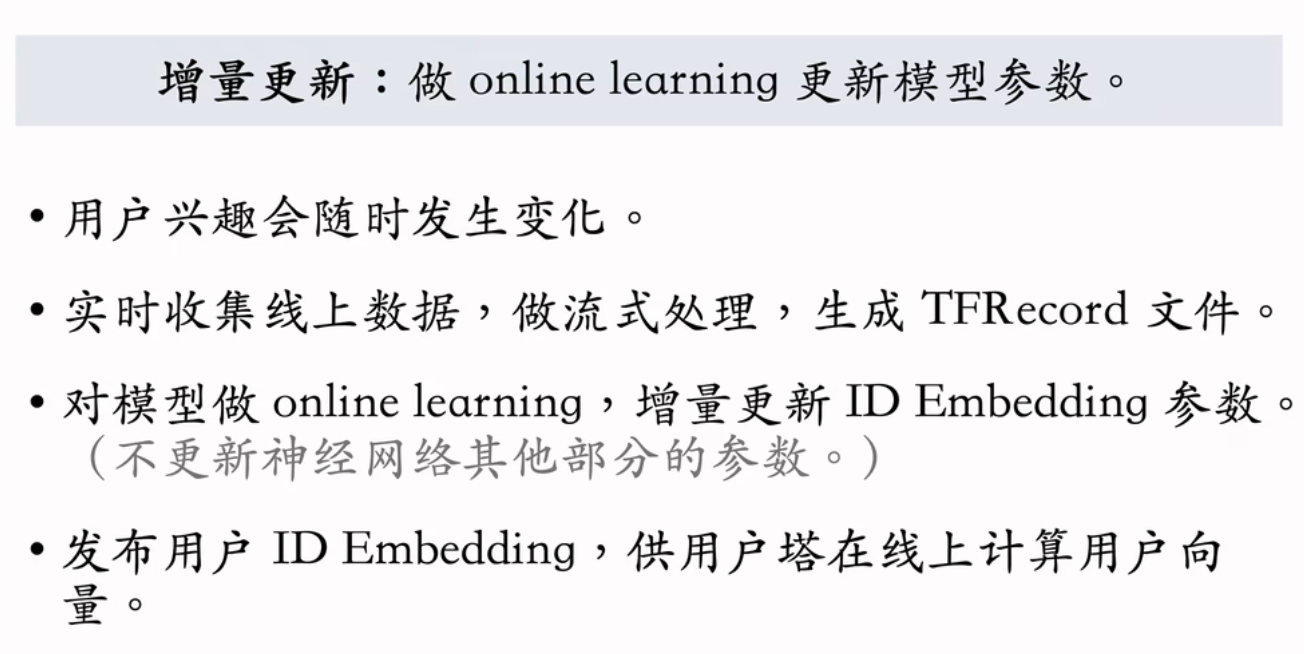 增量更新：做 online learning 更新模型参数。
• 用户兴趣会随时发生变化。
• 实时收集线上数据，做流式处理，生成 TFRecord 文件。
• 对模型做 online learning，增量更新 ID Embedding 参数。
（不更新神经网络其他部分的参数。）
• 发布用户 ID Embedding，供用户塔在线上计算用户向
量。